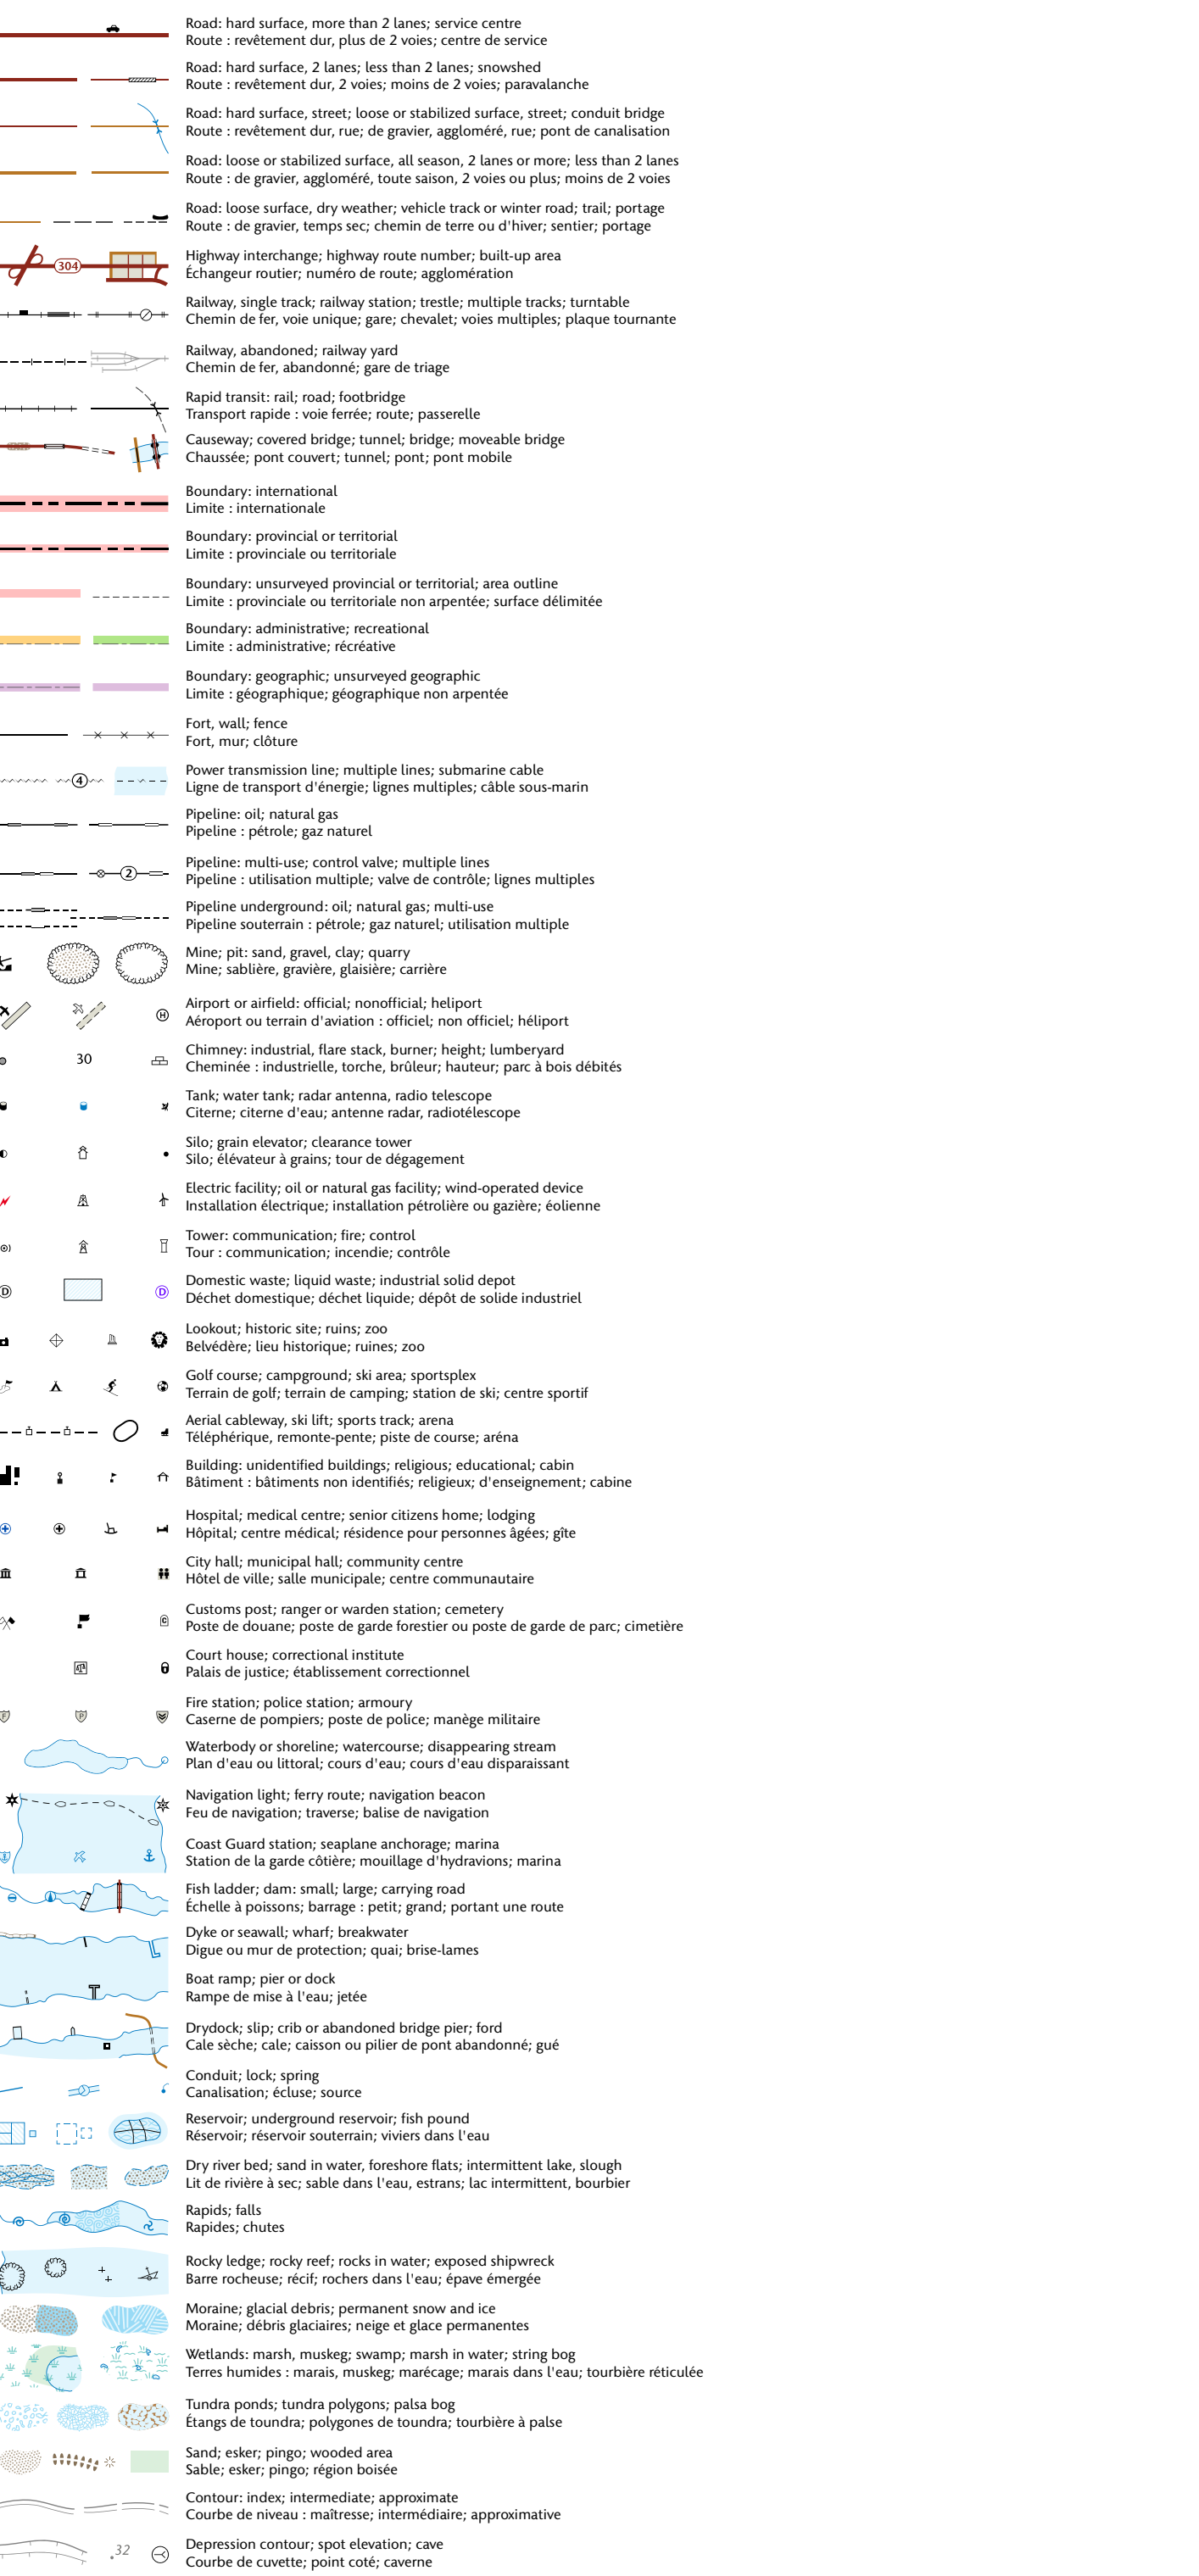 Road: hard surface, more than 2 lanes; service centre
Route : revêtement dur, plus de 2 voies; centre de service
Road: hard surface, 2 lanes; less than 2 lanes; snowshed
Route : revêtement dur, 2 voies; moins de 2 voies; paravalanche
Road: hard surface, street; loose or stabilized surface, street; conduit bridge
Route : revêtement dur, rue; de gravier, aggloméré, rue; pont de canalisation
Road: loose or stabilized surface, all season, 2 lanes or more; less than 2 lanes
Route : de gravier, aggloméré, toute saison, 2 voies ou plus; moins de 2 voies
Road: loose surface, dry weather; vehicle track or winter road; trail; portage
Route : de gravier, temps sec; chemin de terre ou d'hiver; sentier; portage
304
Highway interchange; highway route number; built-up area
Échangeur routier; numéro de route; agglomération
Railway, single track; railway station; trestle; multiple tracks; turntable
Chemin de fer, voie unique; gare; chevalet; voies multiples; plaque tournante
Railway, abandoned; railway yard
Chemin de fer, abandonné; gare de triage
Rapid transit: rail; road; footbridge
Transport rapide : voie ferrée; route; passerelle
Causeway; covered bridge; tunnel; bridge; moveable bridge
Chaussée; pont couvert; tunnel; pont; pont mobile
Boundary: international
Limite : internationale
Boundary: provincial or territorial
Limite : provinciale ou territoriale
Boundary: unsurveyed provincial or territorial; area outline
Limite : provinciale ou territoriale non arpentée; surface délimitée
Boundary: administrative; recreational
Limite : administrative; récréative
Boundary: geographic; unsurveyed geographic
Limite : géographique; géographique non arpentée
Fort, wall; fence
Fort, mur; clôture
4
Power transmission line; multiple lines; submarine cable
Ligne de transport d'énergie; lignes multiples; câble sous-marin
Pipeline: oil; natural gas
Pipeline : pétrole; gaz naturel
2
Pipeline: multi-use; control valve; multiple lines
Pipeline : utilisation multiple; valve de contrôle; lignes multiples
Pipeline underground: oil; natural gas; multi-use
Pipeline souterrain : pétrole; gaz naturel; utilisation multiple
Mine; pit: sand, gravel, clay; quarry
Mine; sablière, gravière, glaisière; carrière
H
Airport or airfield: official; nonofficial; heliport
Aéroport ou terrain d'aviation : officiel; non officiel; héliport
30
Chimney: industrial, flare stack, burner; height; lumberyard
Cheminée : industrielle, torche, brûleur; hauteur; parc à bois débités
Tank; water tank; radar antenna, radio telescope
Citerne; citerne d'eau; antenne radar, radiotélescope
Silo; grain elevator; clearance tower
Silo; élévateur à grains; tour de dégagement
Electric facility; oil or natural gas facility; wind-operated device
Installation électrique; installation pétrolière ou gazière; éolienne
Tower: communication; fire; control
Tour : communication; incendie; contrôle
D D
Domestic waste; liquid waste; industrial solid depot
Déchet domestique; déchet liquide; dépôt de solide industriel
Lookout; historic site; ruins; zoo
Belvédère; lieu historique; ruines; zoo
Golf course; campground; ski area; sportsplex
Terrain de golf; terrain de camping; station de ski; centre sportif
Aerial cableway, ski lift; sports track; arena
Téléphérique, remonte-pente; piste de course; aréna
Building: unidentified buildings; religious; educational; cabin
Bâtiment : bâtiments non identifiés; religieux; d'enseignement; cabine
Hospital; medical centre; senior citizens home; lodging
Hôpital; centre médical; résidence pour personnes âgées; gîte
City hall; municipal hall; community centre
Hôtel de ville; salle municipale; centre communautaire
C
Customs post; ranger or warden station; cemetery
Poste de douane; poste de garde forestier ou poste de garde de parc; cimetière
Court house; correctional institute
Palais de justice; établissement correctionnel
F P
Fire station; police station; armoury
Caserne de pompiers; poste de police; manège militaire
Waterbody or shoreline; watercourse; disappearing stream
Plan d'eau ou littoral; cours d'eau; cours d'eau disparaissant
Navigation light; ferry route; navigation beacon
Feu de navigation; traverse; balise de navigation
Coast Guard station; seaplane anchorage; marina
Station de la garde côtière; mouillage d'hydravions; marina
Fish ladder; dam: small; large; carrying road
Échelle à poissons; barrage : petit; grand; portant une route
Dyke or seawall; wharf; breakwater
Digue ou mur de protection; quai; brise-lames
Boat ramp; pier or dock
Rampe de mise à l'eau; jetée
Drydock; slip; crib or abandoned bridge pier; ford
Cale sèche; cale; caisson ou pilier de pont abandonné; gué
Conduit; lock; spring
Canalisation; écluse; source
Reservoir; underground reservoir; fish pound
Réservoir; réservoir souterrain; viviers dans l'eau
Dry river bed; sand in water, foreshore flats; intermittent lake, slough
Lit de rivière à sec; sable dans l'eau, estrans; lac intermittent, bourbier
Rapids; falls
Rapides; chutes
Rocky ledge; rocky reef; rocks in water; exposed shipwreck
Barre rocheuse; récif; rochers dans l'eau; épave émergée
Moraine; glacial debris; permanent snow and ice
Moraine; débris glaciaires; neige et glace permanentes
Wetlands: marsh, muskeg; swamp; marsh in water; string bog
Terres humides : marais, muskeg; marécage; marais dans l'eau; tourbière réticulée
Tundra ponds; tundra polygons; palsa bog
Étangs de toundra; polygones de toundra; tourbière à palse
Sand; esker; pingo; wooded area
Sable; esker; pingo; région boisée
Contour: index; intermediate; approximate
Courbe de niveau : maîtresse; intermédiaire; approximative
.32
Depression contour; spot elevation; cave
Courbe de cuvette; point coté; caverne